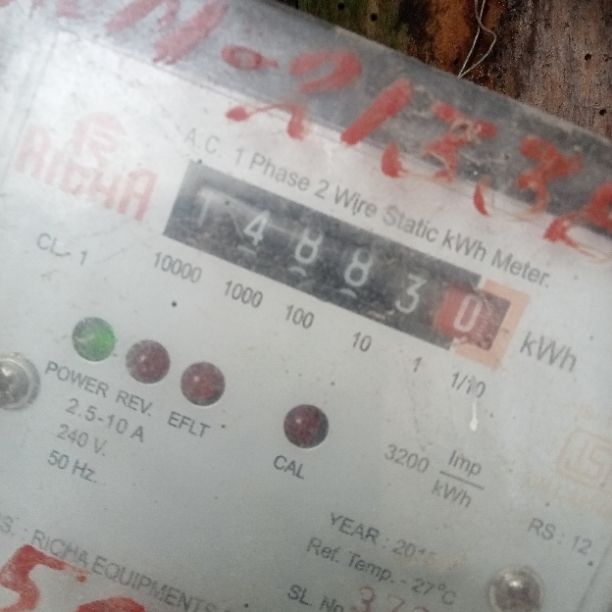 RICHA
A.C. 1 Phase 2 Wire Static kWh Meter.
148830
kWh
CL- 1
10000 1000 100 10 1 1/10
POWER REV. EFLT
2.5-10 A
240 V.
50 Hz.
CAL
3200 Imp
kWh
RS : 12
YEAR : 201
Ref. Temp. - 27°C
RICHA EQUIPMENTS
SL. No.